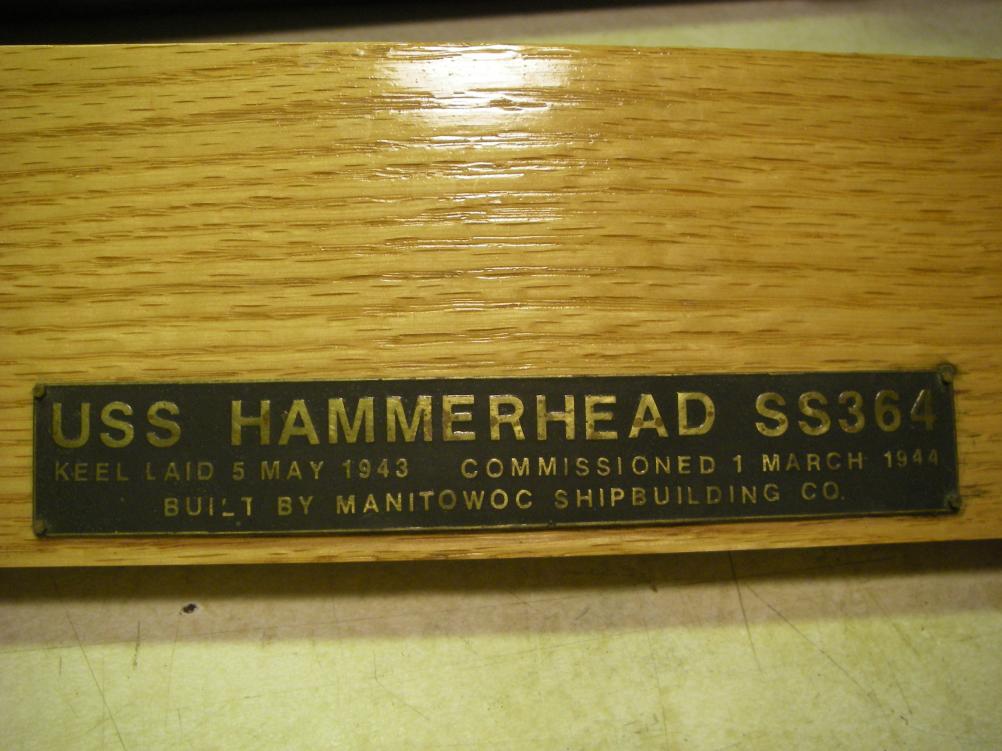 USS HAMMERHEAD SS364
KEEL LAID 5 MAY 1943 COMMISSIONED 1 MARCH 1944
BUILT BY MANITOWOC SHIPBUILDING CO.